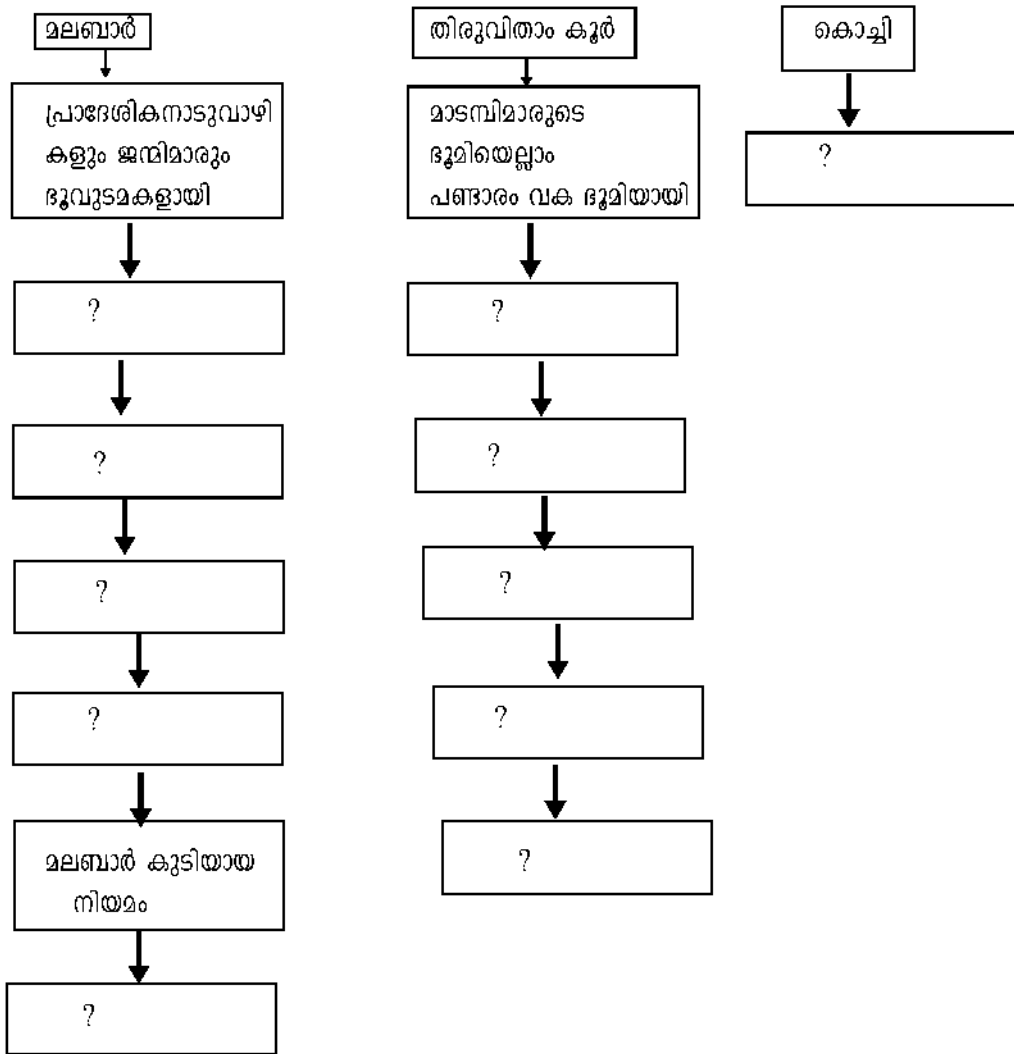 മലബാർ
പ്രാദേശികനാടുവാഴി
കളും ജന്മിമാരും
ഭൂവുടമകളായി
?
?
?
?
മലബാർ കുടിയായ
നിയമം
?
തിരുവിതാം കൂർ
മാടമ്പിമാരുടെ
ഭൂമിയെല്ലാം
പണ്ടാരം വക ഭൂമിയായി
?
?
?
?
?
കൊച്ചി
?